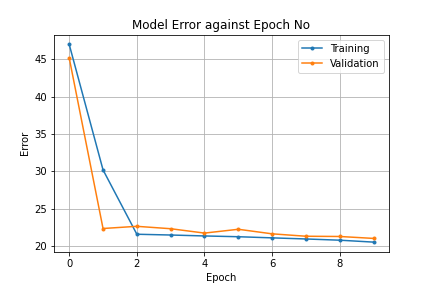 Model Error against Epoch No
Training
Validation
45
40
35
30
25
20
Error
0 2 4 6 8
Epoch